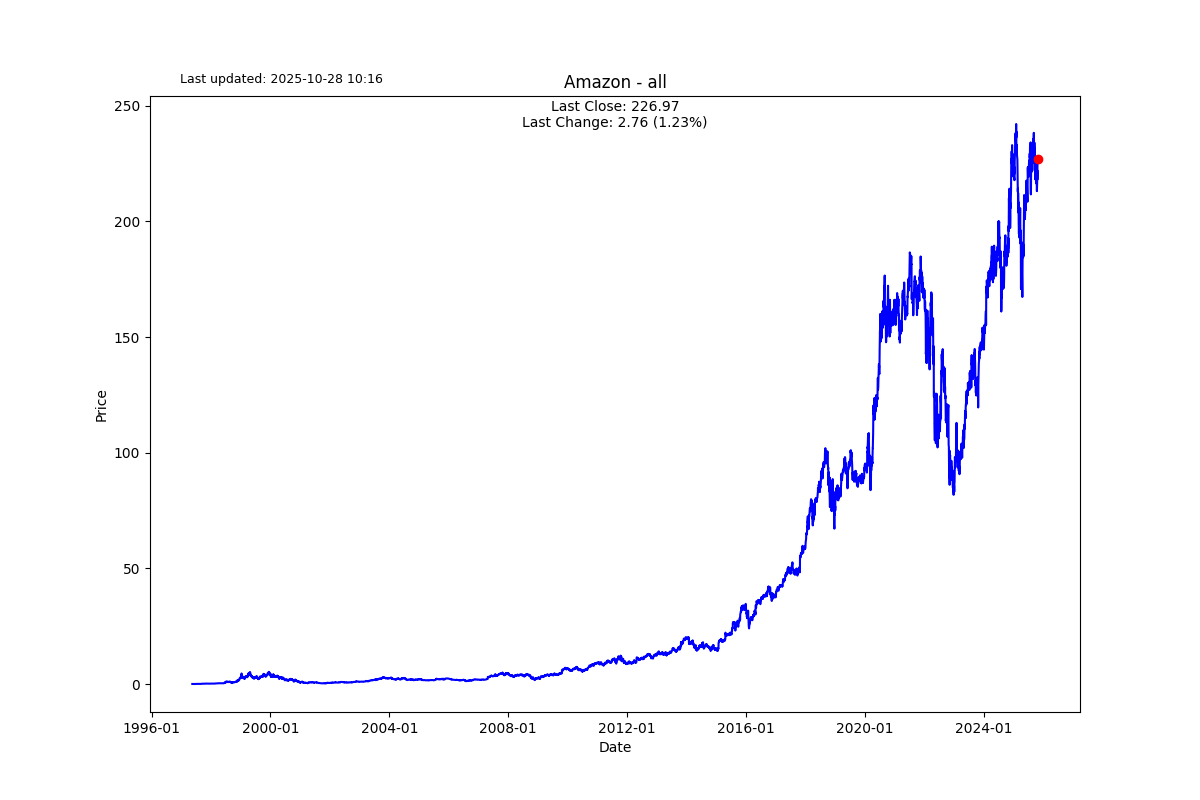 Last updated: 2025-10-28 10:16
Amazon - all
Last Close: 226.97
Last Change: 2.76 (1.23%)
250
200
150
100
50
0
Price
1996-01
2000-01
2004-01
2008-01
2012-01
2016-01
2020-01
2024-01
Date